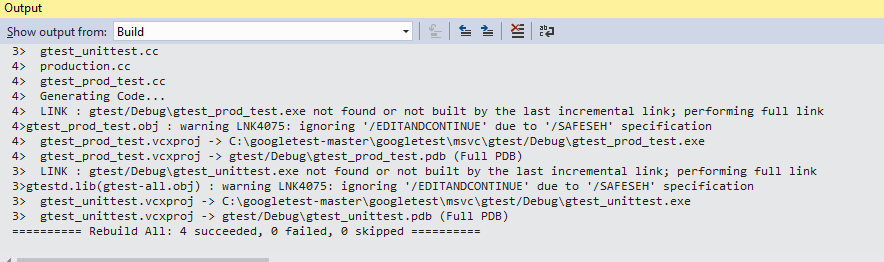 Output
Show output from: Build
3>  gtest_unittest.cc
4>  production.cc
4>  gtest_prod_test.cc
4>  Generating Code...
4>  LINK : gtest/Debug\gtest_prod_test.exe not found or not built by the last incremental link; performing full link
4>gtest_prod_test.obj : warning LNK4075: ignoring '/EDITANDCONTINUE' due to '/SAFESEH' specification
4>  gtest_prod_test.vcxproj -> C:\googletest-master\googletest\msvc\gtest/Debug\gtest_prod_test.exe
4>  gtest_prod_test.vcxproj -> gtest/Debug\gtest_prod_test.pdb (Full PDB)
3>  LINK : gtest/Debug\gtest_unittest.exe not found or not built by the last incremental link; performing full link
3>gtestd.lib(gtest-all.obj) : warning LNK4075: ignoring '/EDITANDCONTINUE' due to '/SAFESEH' specification
3>  gtest_unittest.vcxproj -> C:\googletest-master\googletest\msvc\gtest/Debug\gtest_unittest.exe
3>  gtest_unittest.vcxproj -> gtest/Debug\gtest_unittest.pdb (Full PDB)
========== Rebuild All: 4 succeeded, 0 failed, 0 skipped ==========